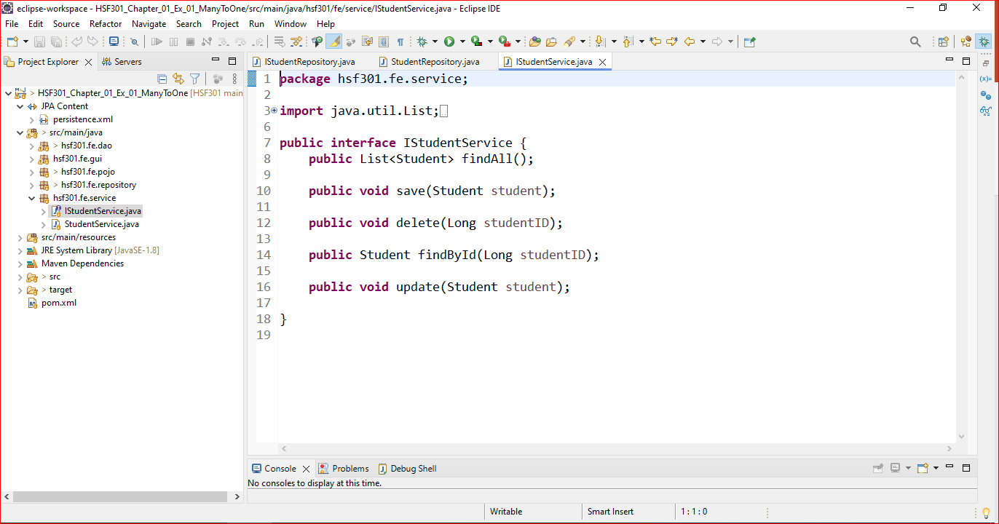 eclipse-workspace - HSF301_Chapter_01_Ex_01_ManyToOne/src/main/java/hsf301/fe/service/IStudentService.java - Eclipse IDE
File Edit Source Refactor Navigate Search Project Run Window Help
Project Explorer Servers
IStudentRepository.java StudentRepository.java IStudentService.java
> HSF301_Chapter_01_Ex_01_ManyToOne [HSF301 main
JPA Content
persistence.xml
> src/main/java
> hsf301.fe.dao
hsf301.fe.gui
> hsf301.fe.pojo
> hsf301.fe.repository
hsf301.fe.service
IStudentService.java
StudentService.java
src/main/resources
JRE System Library [JavaSE-1.8]
Maven Dependencies
> src
> target
pom.xml
1 package hsf301.fe.service;
2
3 import java.util.List;
6
7 public interface IStudentService {
8 public List<Student> findAll();
9
10 public void save(Student student);
11
12 public void delete(Long studentID);
13
14 public Student findById(Long studentID);
15
16 public void update(Student student);
17
18 }
19
Console Problems Debug Shell
No consoles to display at this time.
Writable Smart Insert 1 : 1 : 0